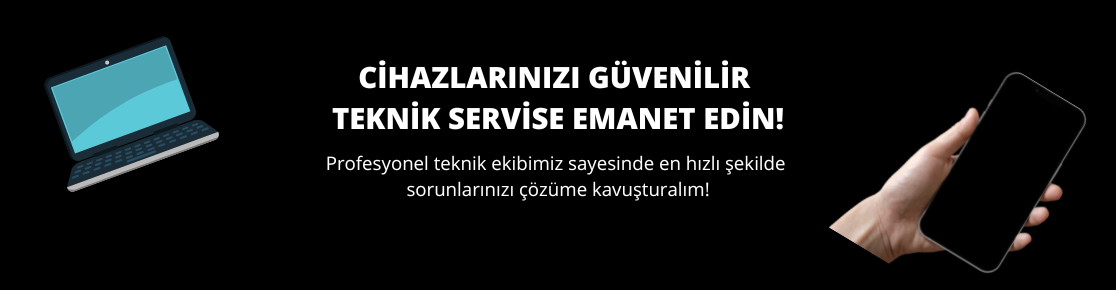 CİHAZLARINIZI GÜVENİLİR
TEKNİK SERVİSE EMANET EDİN!
Profesyonel teknik ekibimiz sayesinde en hızlı şekilde
sorunlarınızı çözüme kavuşturalım!